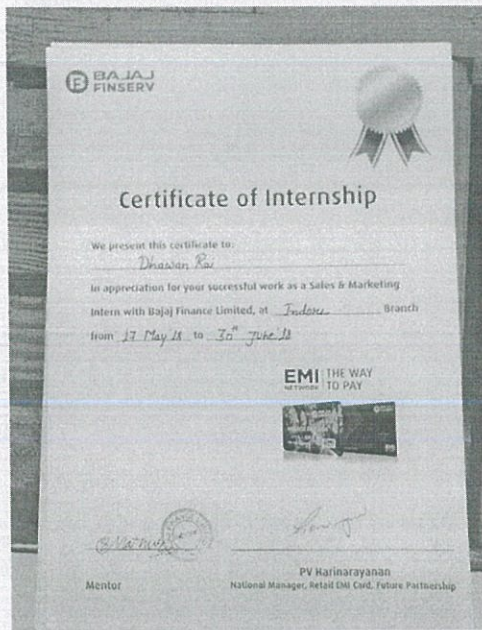 BAJAJ
FINSERV
Certificate of Internship
We present this certificate to:
Dhawan Rai
In appreciation for your successful work as a Sales & Marketing
Intern with Bajaj Finance Limited, at Indore Branch
from 17 May 18 to 30th June'18
EMI
NETWORK
THE WAY
TO PAY
Mentor
PV Harinarayanan
National Manager, Retail EMI Card, Future Partnership